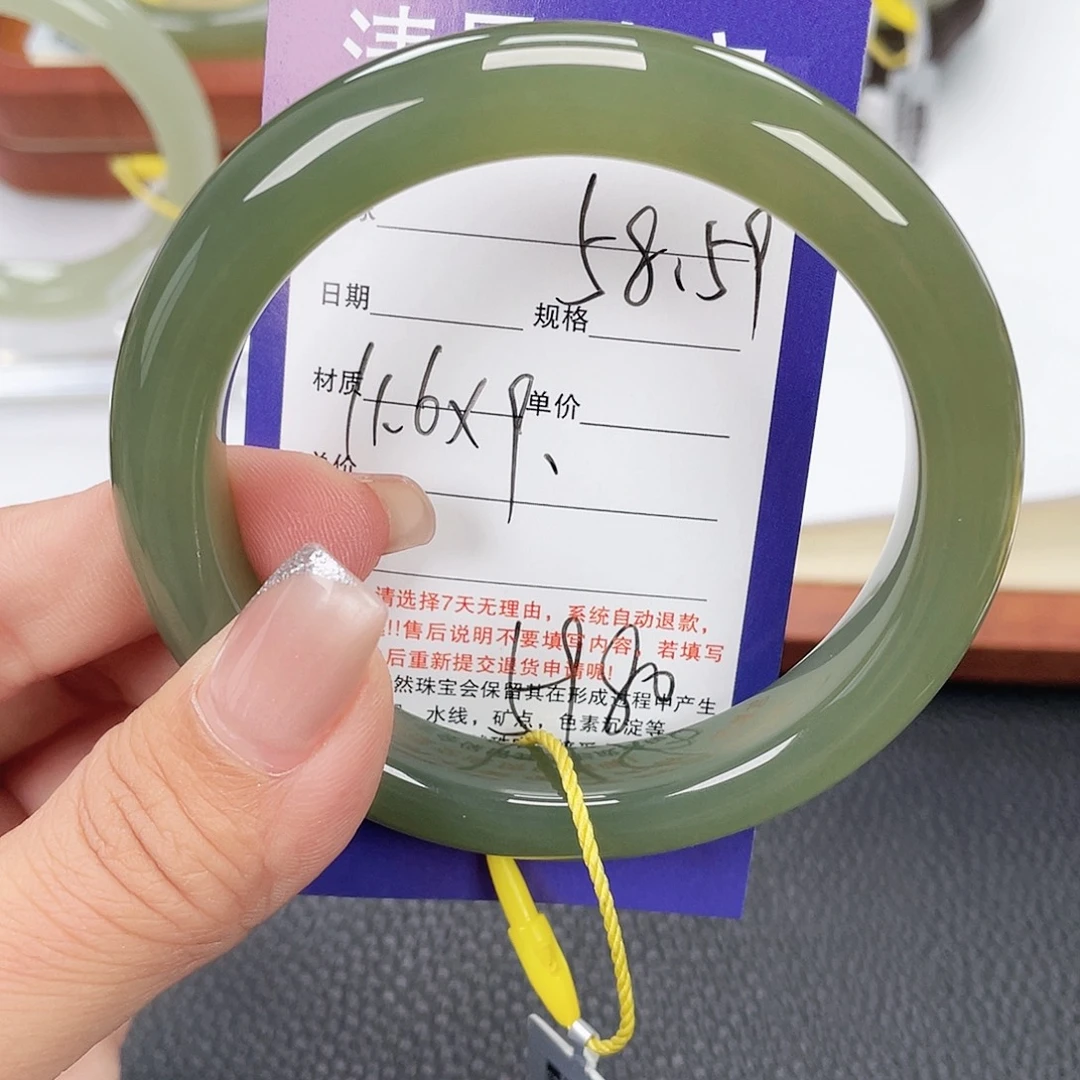 58.59
日期 规格
11.6x9.
材质 单价
总价
请选择7天无理由，系统自动退款，
!!售后说明不要填写内容，若填写
后重新提交退货申请呢!
然珠宝会保留其在形成过程中产生
水线，矿点，色素沉淀等